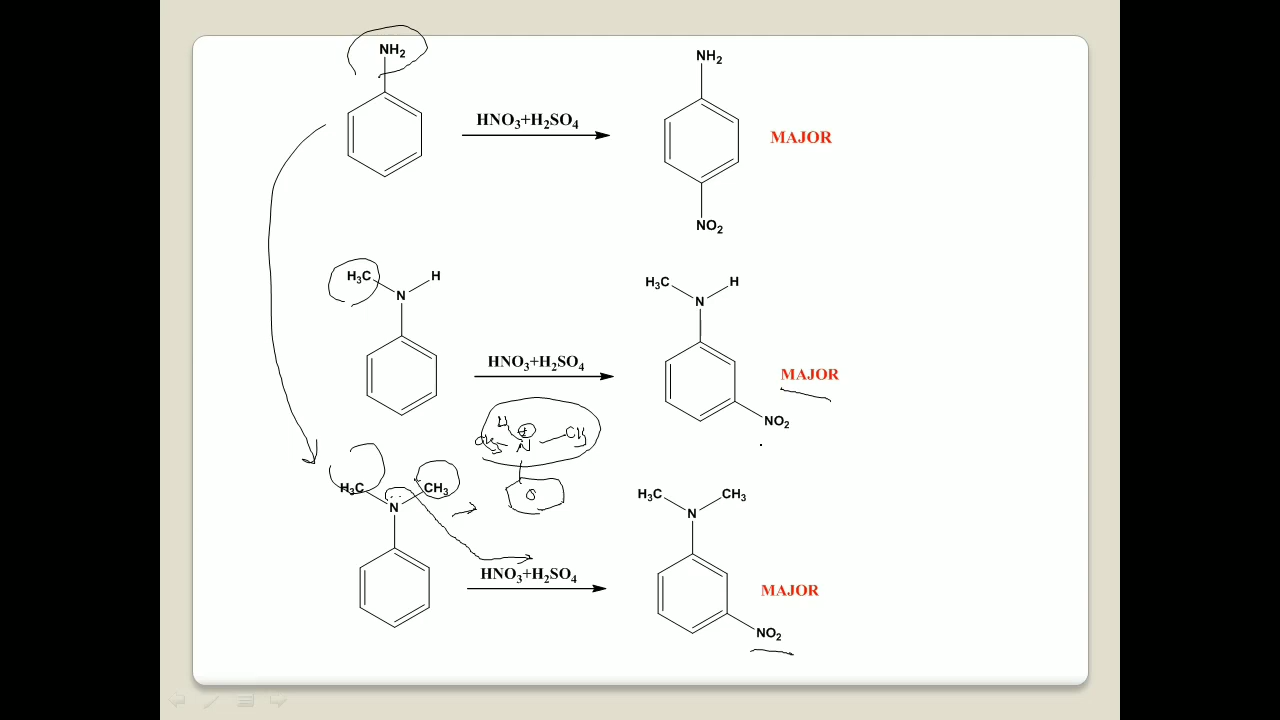 NH₂
HNO₃+H₂SO₄
NH₂
MAJOR
NO₂
H₃C
H
N
HNO₃+H₂SO₄
H₃C
H
N
MAJOR
NO₂
H
N
+
H₃C
CH₃
N
HNO₃+H₂SO₄
H₃C
CH₃
N
MAJOR
NO₂